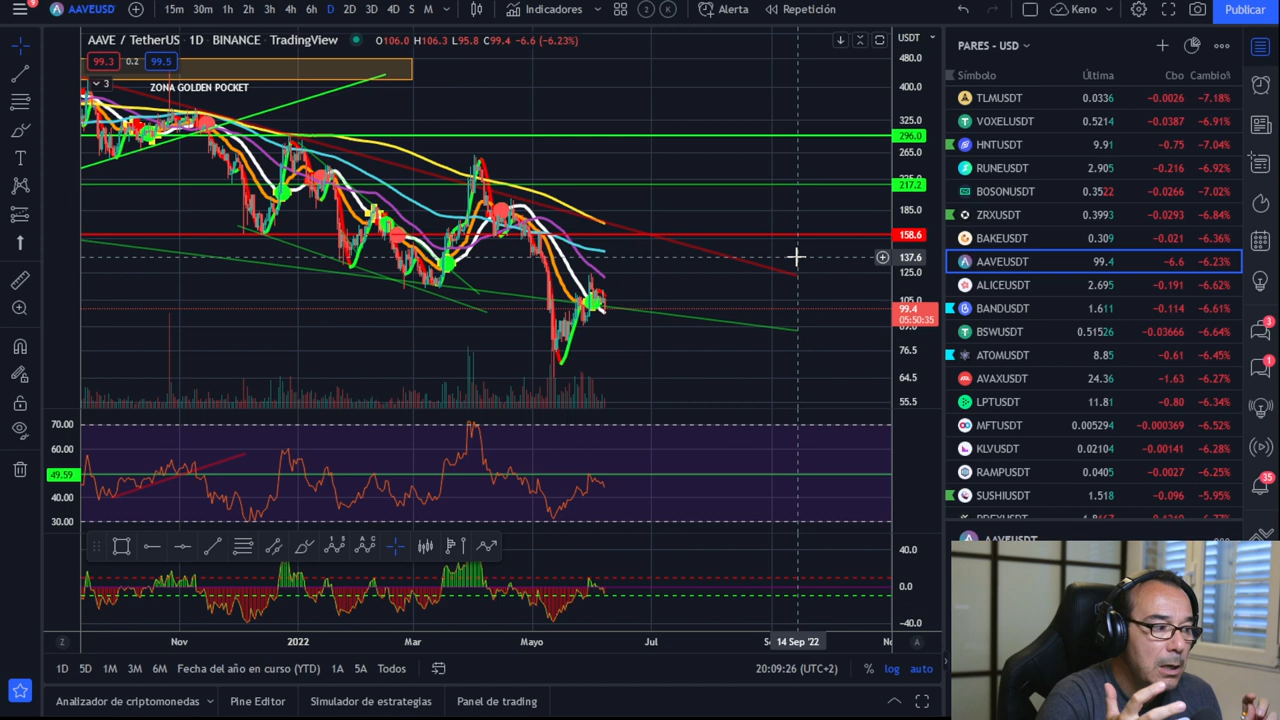 9
AAVEUSD
15m 30m 1h 2h 3h 4h 6h D 2D 3D 4D S M
Indicadores
2 K
Alerta
Repetición
Keno
Publicar
AAVE / TetherUS · 1D · BINANCE · TradingView
O106.0 H106.3 L95.8 C99.4 −6.6 (−6.23%)
USDT
99.3 0.2 99.5
3
ZONA GOLDEN POCKET
480.0
400.0
325.0
296.0
265.0
217.2
185.0
158.6
137.6
125.0
105.0
99.4
05:50:35
76.5
64.5
55.5
70.00
60.00
49.59
40.00
30.00
40.0
0.0
−40.0
Z
Nov
2022
Mar
Mayo
Jul
14 Sep '22
A
1D 5D 1M 3M 6M Fecha del año en curso (YTD) 1A 5A Todos
20:09:26 (UTC+2)
% log auto
Analizador de criptomonedas
Pine Editor
Simulador de estrategias
Panel de trading
PARES - USD
Símbolo Última Cbo Cambio%
TLMUSDT 0.0336 −0.0026 −7.18%
VOXELUSDT 0.5214 −0.0387 −6.91%
HNTUSDT 9.91 −0.75 −7.04%
RUNEUSDT 2.905 −0.216 −6.92%
BOSONUSDT 0.3522 −0.0266 −7.02%
ZRXUSDT 0.3993 −0.0293 −6.84%
BAKEUSDT 0.309 −0.021 −6.36%
AAVEUSDT 99.4 −6.6 −6.23%
ALICEUSDT 2.695 −0.191 −6.62%
BANDUSDT 1.611 −0.114 −6.61%
BSWUSDT 0.51526 −0.03666 −6.64%
ATOMUSDT 8.85 −0.61 −6.45%
AVAXUSDT 24.36 −1.63 −6.27%
LPTUSDT 11.81 −0.80 −6.34%
MFTUSDT 0.005294 −0.000369 −6.52%
KLVUSDT 0.02104 −0.00141 −6.28%
RAMPUSDT 0.0405 −0.0027 −6.25%
SUSHIUSDT 1.518 −0.096 −5.95%
1
35